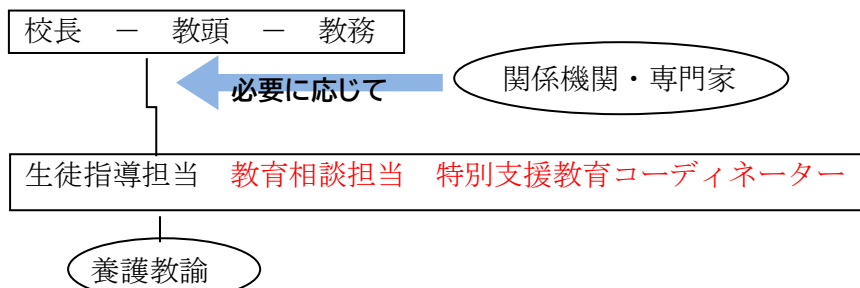 校長　－　教頭　－　教務
必要に応じて
関係機関・専門家
生徒指導担当　教育相談担当　特別支援教育コーディネーター
養護教諭